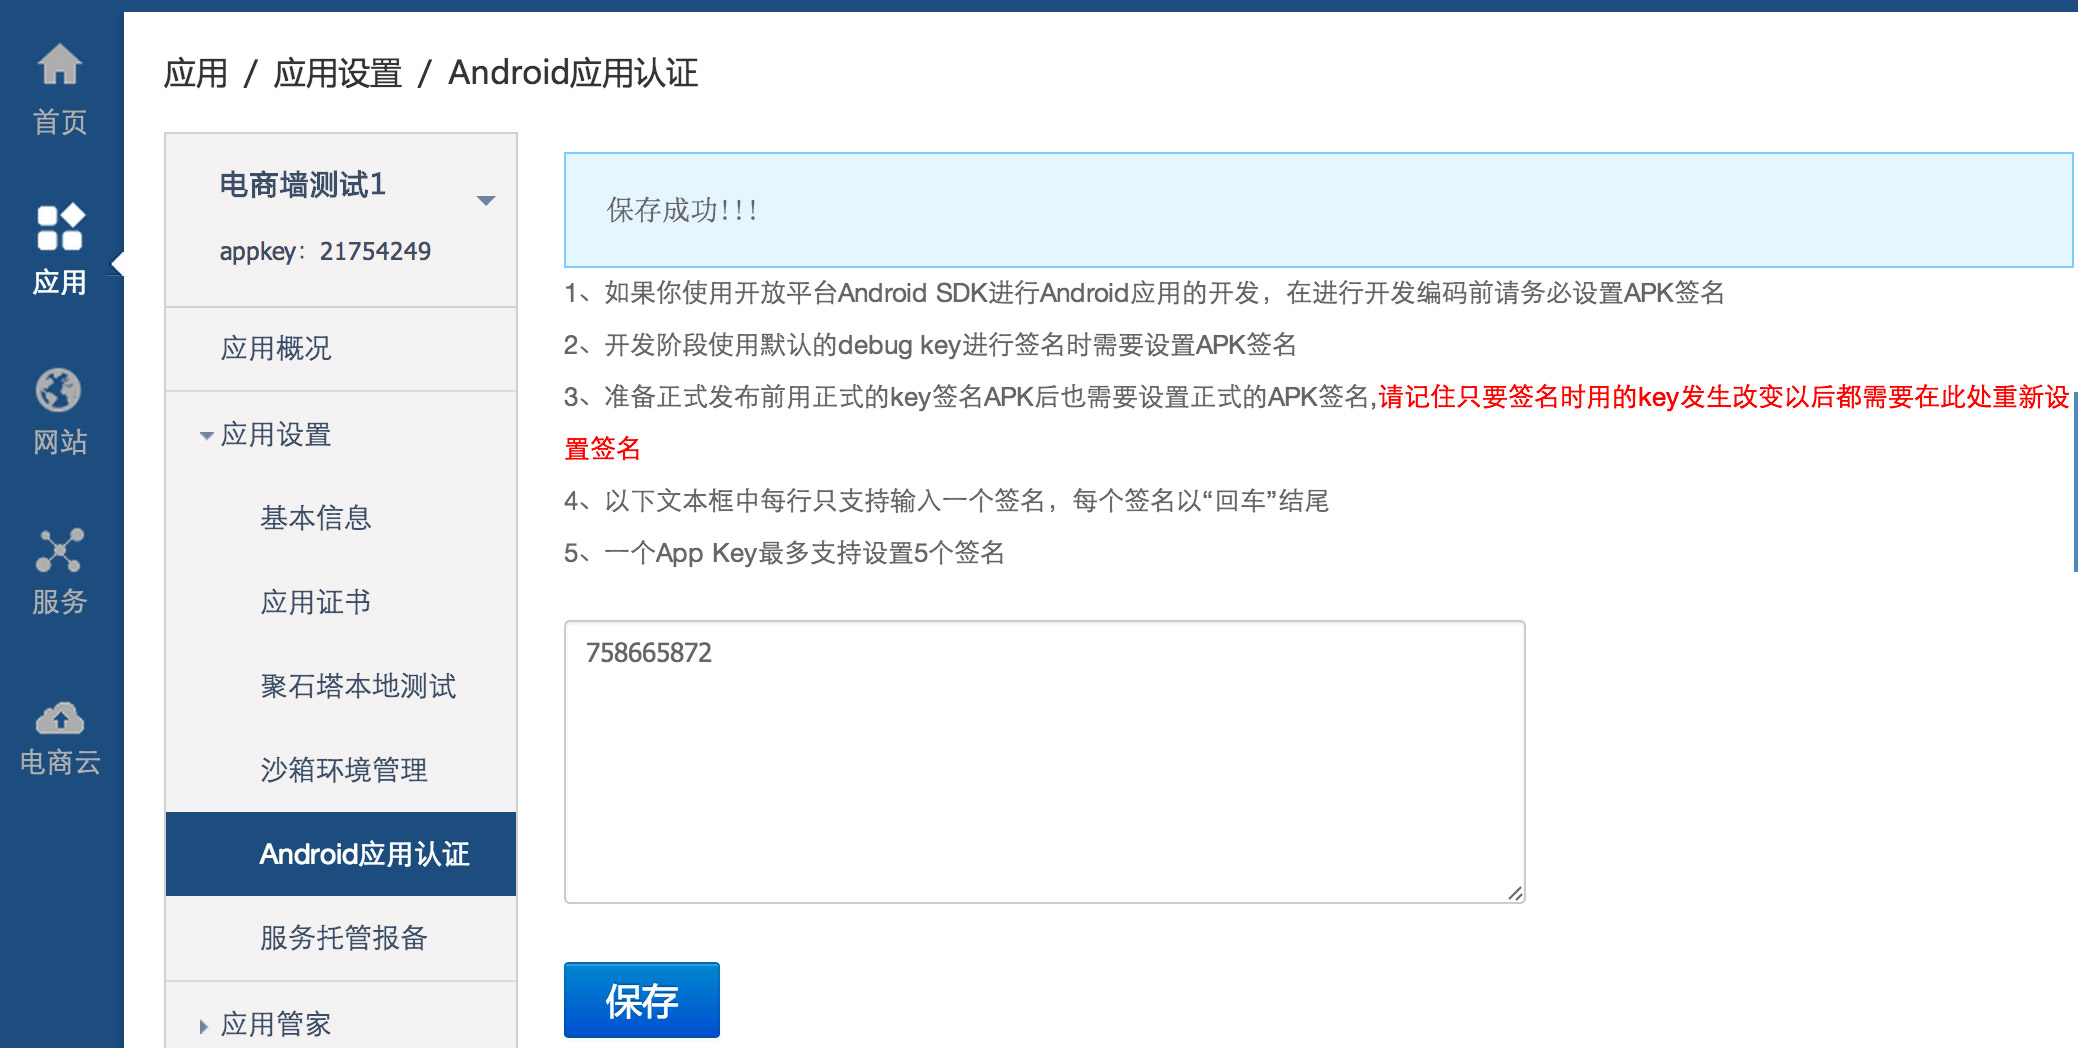 首页
应用
网站
服务
电商云
应用 / 应用设置 / Android应用认证
电商墙测试1
appkey：21754249
应用概况
应用设置
基本信息
应用证书
聚石塔本地测试
沙箱环境管理
Android应用认证
服务托管报备
应用管家
保存成功!!!
1、如果你使用开放平台Android SDK进行Android应用的开发，在进行开发编码前请务必设置APK签名
2、开发阶段使用默认的debug key进行签名时需要设置APK签名
3、准备正式发布前用正式的key签名APK后也需要设置正式的APK签名,请记住只要签名时用的key发生改变以后都需要在此处重新设
置签名
4、以下文本框中每行只支持输入一个签名，每个签名以“回车”结尾
5、一个App Key最多支持设置5个签名
758665872
保存